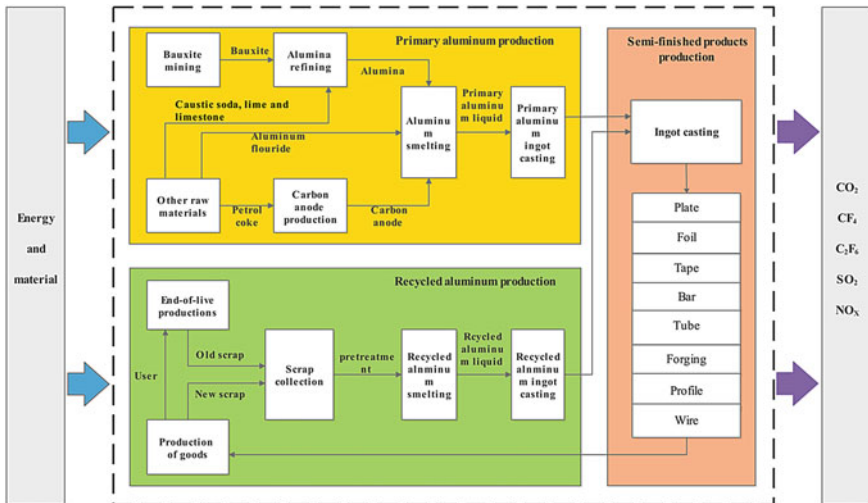 Energy
and
material
Primary aluminum production
Bauxite
mining
Bauxite
Alumina
refining
Alumina
Caustic soda, lime and
limestone
Aluminum
flouride
Other raw
materials
Petrol
coke
Carbon
anode
production
Carbon
anode
Aluminu
m
smelting
Primary
aluminu
m liquid
Primary
aluminu
m
ingot
casting
Recycled aluminum production
End-of-live
productions
Old scrap
User
New scrap
Production
of goods
Scrap
collection
pretreatme
nt
Recycled
alnminu
m
smelting
Rcycled
aluminu
m liquid
Recycled
alnminu
m ingot
casting
Semi-finished products
production
Ingot casting
Plate
Foil
Tape
Bar
Tube
Forging
Profile
Wire
CO₂
CF₄
C₂F₆
SO₂
NOₓ